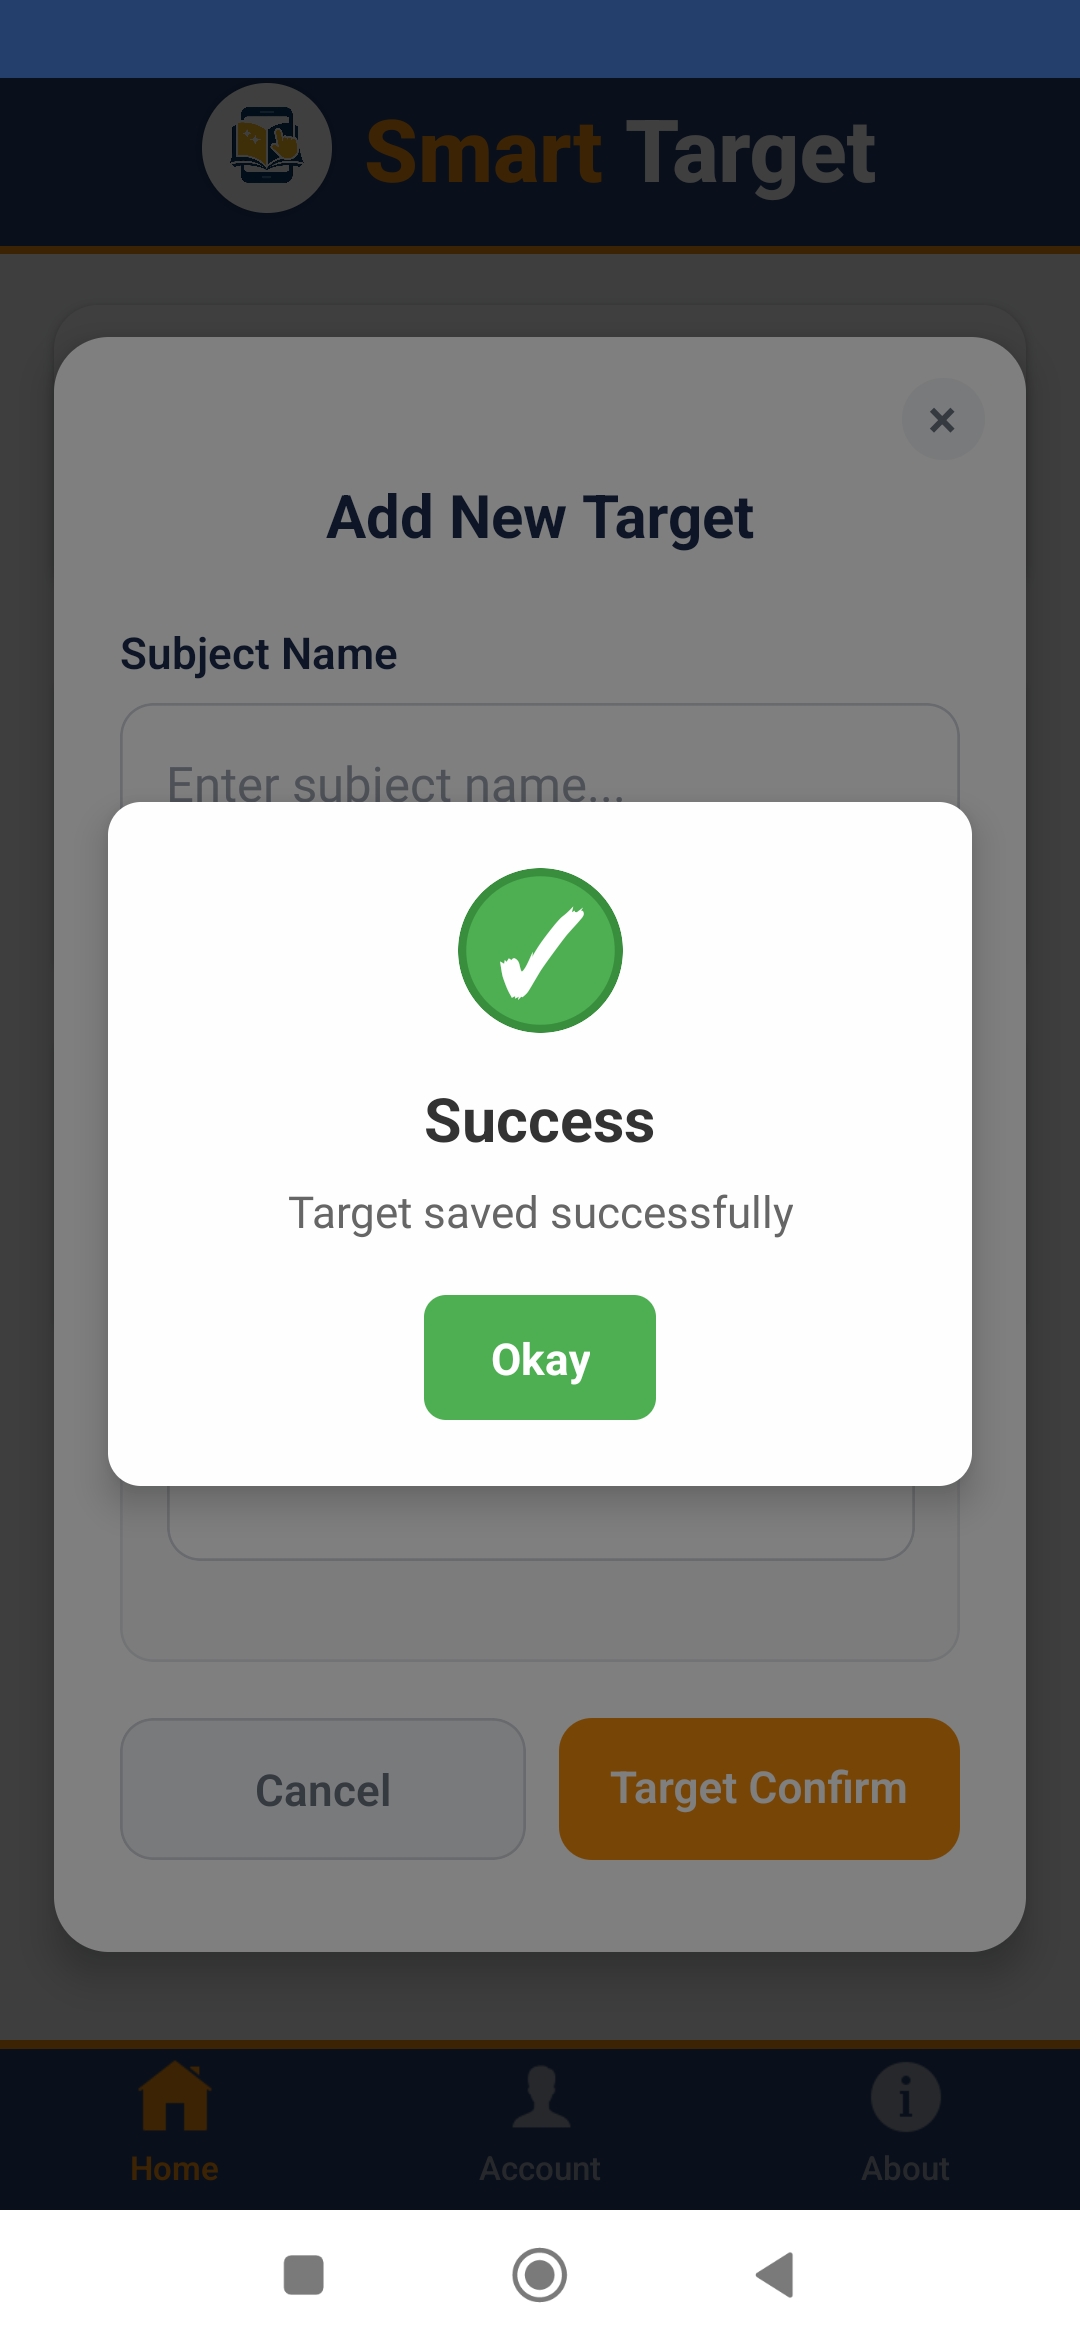 Smart Target
×
Add New Target
Subject Name
Enter subject name...
✓
Success
Target saved successfully
Okay
Cancel
Target Confirm
Home
Account
About